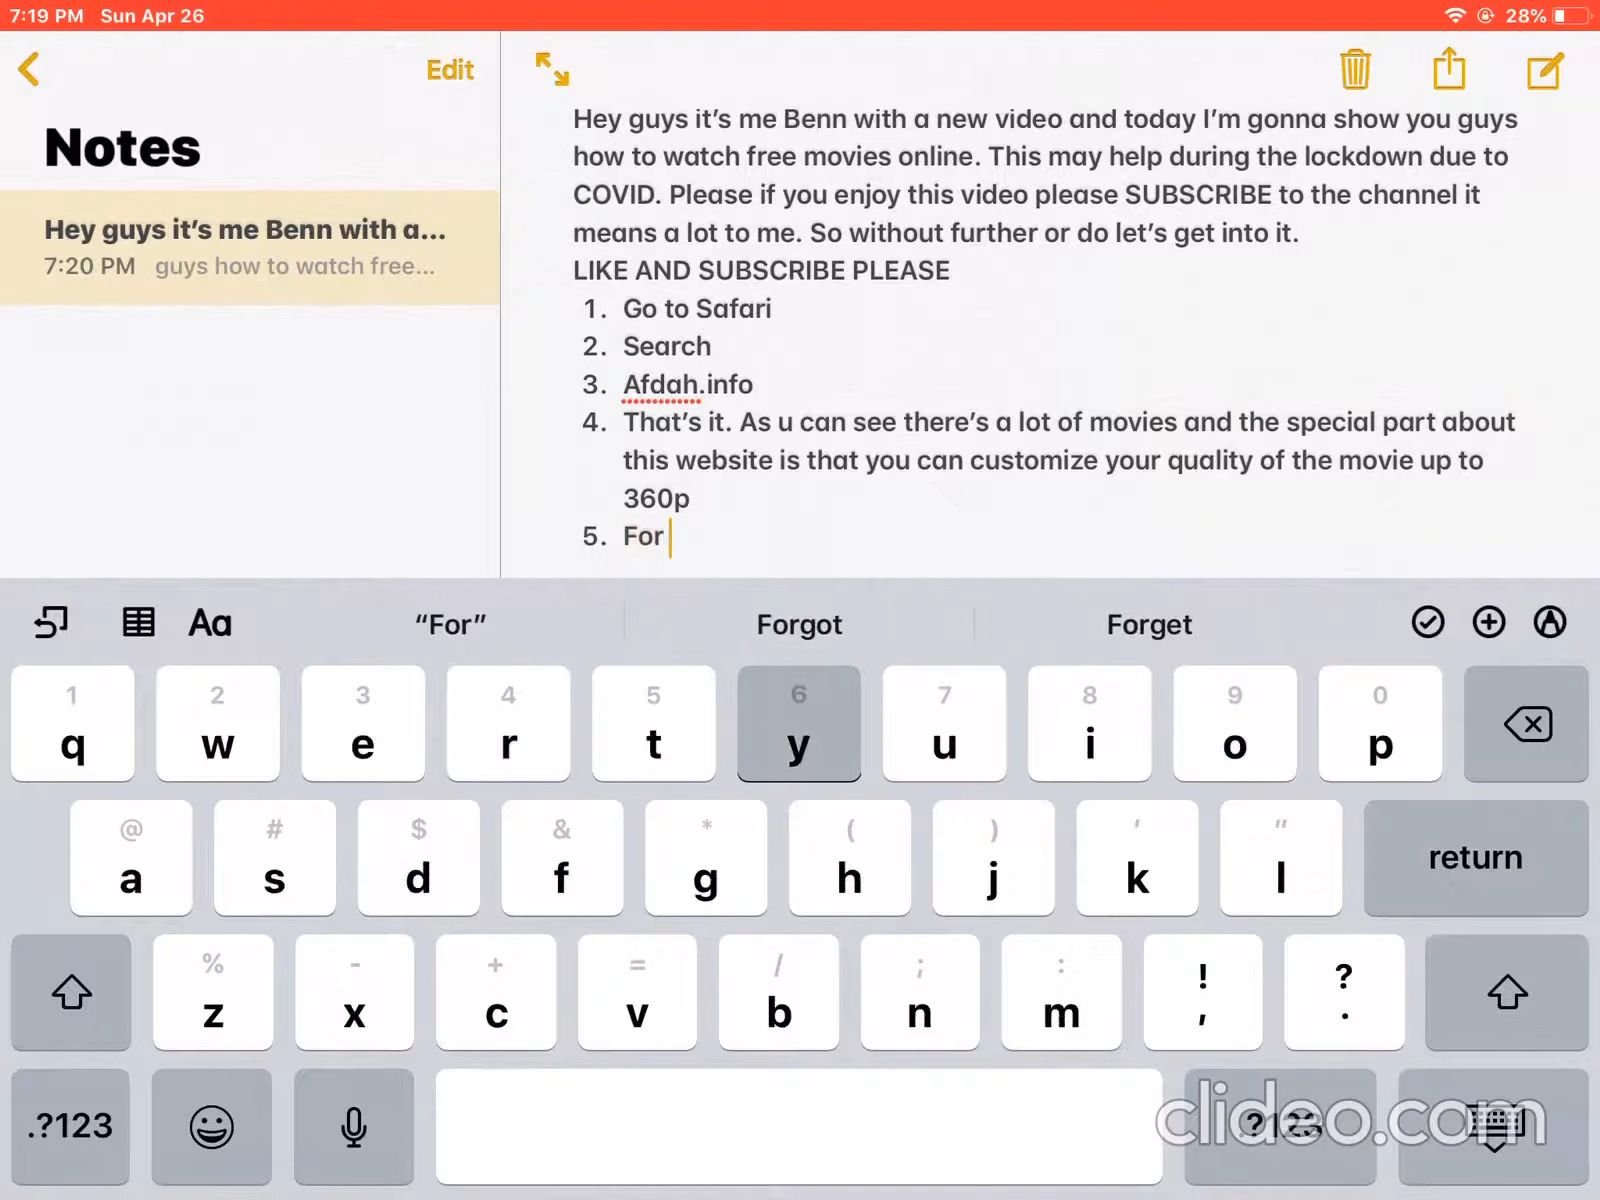 7:19 PM Sun Apr 26 28%
Edit
Notes
Hey guys it's me Benn with a...
7:20 PM guys how to watch free...
Hey guys it's me Benn with a new video and today I'm gonna show you guys
how to watch free movies online. This may help during the lockdown due to
COVID. Please if you enjoy this video please SUBSCRIBE to the channel it
means a lot to me. So without further or do let's get into it.
LIKE AND SUBSCRIBE PLEASE
1. Go to Safari
2. Search
3. Afdah.info
4. That's it. As u can see there's a lot of movies and the special part about
this website is that you can customize your quality of the movie up to
360p
5. For
Aa "For" Forgot Forget
1 2 3 4 5 6 7 8 9 0
q w e r t y u i o p
@ # $ & * ( ) ' "
a s d f g h j k l return
% - + = / ; : ! ?
z x c v b n m , .
.?123 .?123
clideo.com